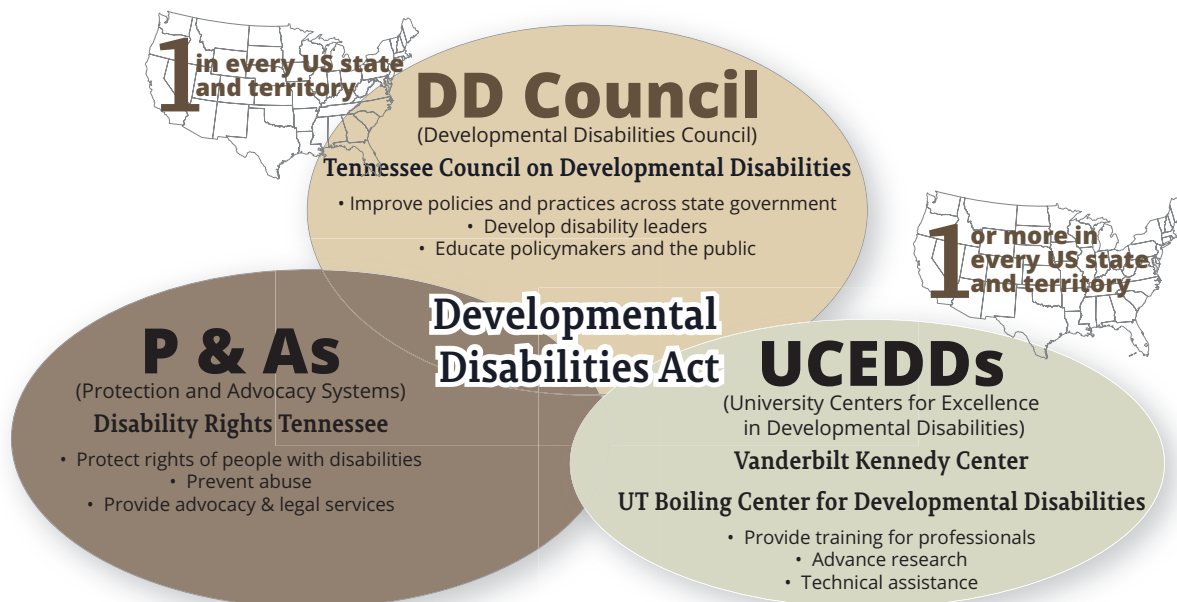 1 in every US state
and territory
DD Council
(Developmental Disabilities Council)
Tennessee Council on Developmental Disabilities
• Improve policies and practices across state government
• Develop disability leaders
• Educate policymakers and the public
1 or more in
every US state
and territory
Developmental
Disabilities Act
P & As
(Protection and Advocacy Systems)
Disability Rights Tennessee
• Protect rights of people with disabilities
• Prevent abuse
• Provide advocacy & legal services
UCEDDs
(University Centers for Excellence
in Developmental Disabilities)
Vanderbilt Kennedy Center
UT Boiling Center for Developmental Disabilities
• Provide training for professionals
• Advance research
• Technical assistance